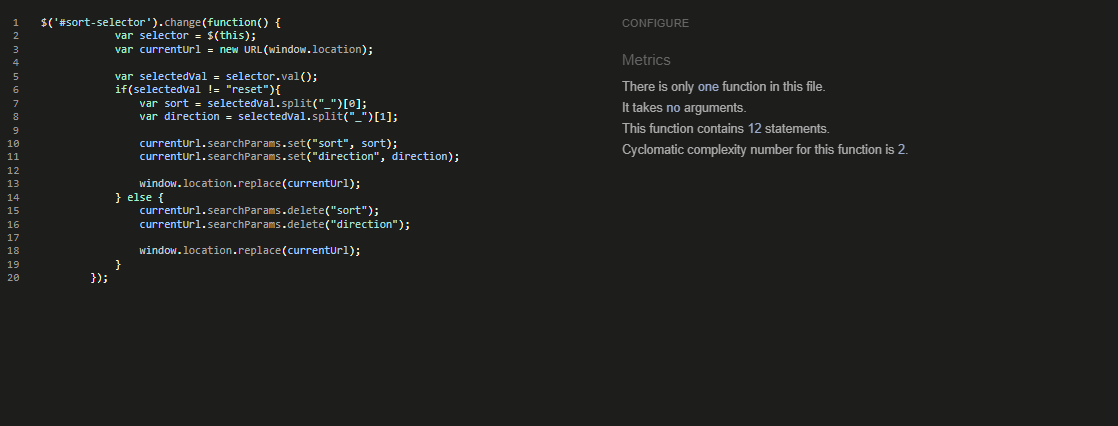 1 $('#sort-selector').change(function() {
2 var selector = $(this);
3 var currentUrl = new URL(window.location);
4
5 var selectedVal = selector.val();
6 if(selectedVal != "reset"){
7 var sort = selectedVal.split("_")[0];
8 var direction = selectedVal.split("_")[1];
9
10 currentUrl.searchParams.set("sort", sort);
11 currentUrl.searchParams.set("direction", direction);
12
13 window.location.replace(currentUrl);
14 } else {
15 currentUrl.searchParams.delete("sort");
16 currentUrl.searchParams.delete("direction");
17
18 window.location.replace(currentUrl);
19 }
20 });
CONFIGURE
Metrics
There is only one function in this file.
It takes no arguments.
This function contains 12 statements.
Cyclomatic complexity number for this function is 2.